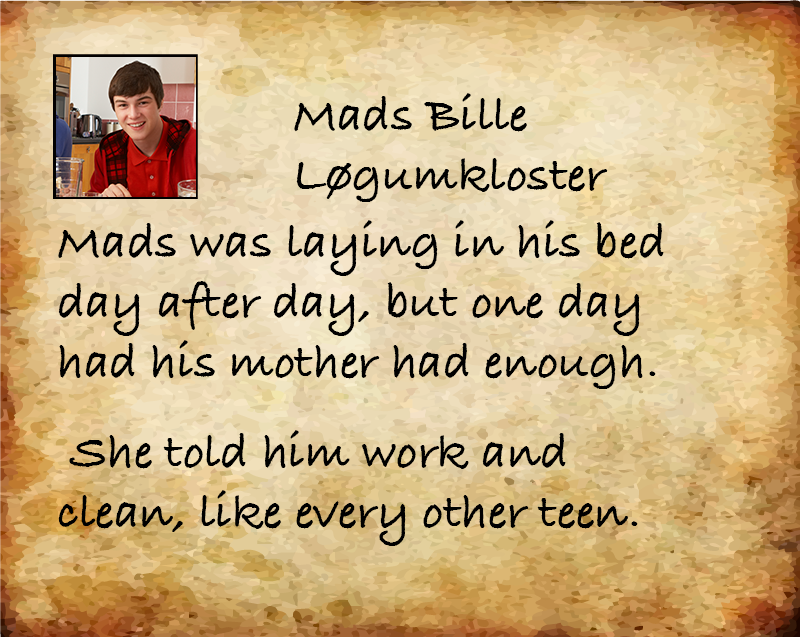 Mads Bille
Løgumkloster
Mads was laying in his bed
day after day, but one day
had his mother had enough.
She told him work and
clean, like every other teen.